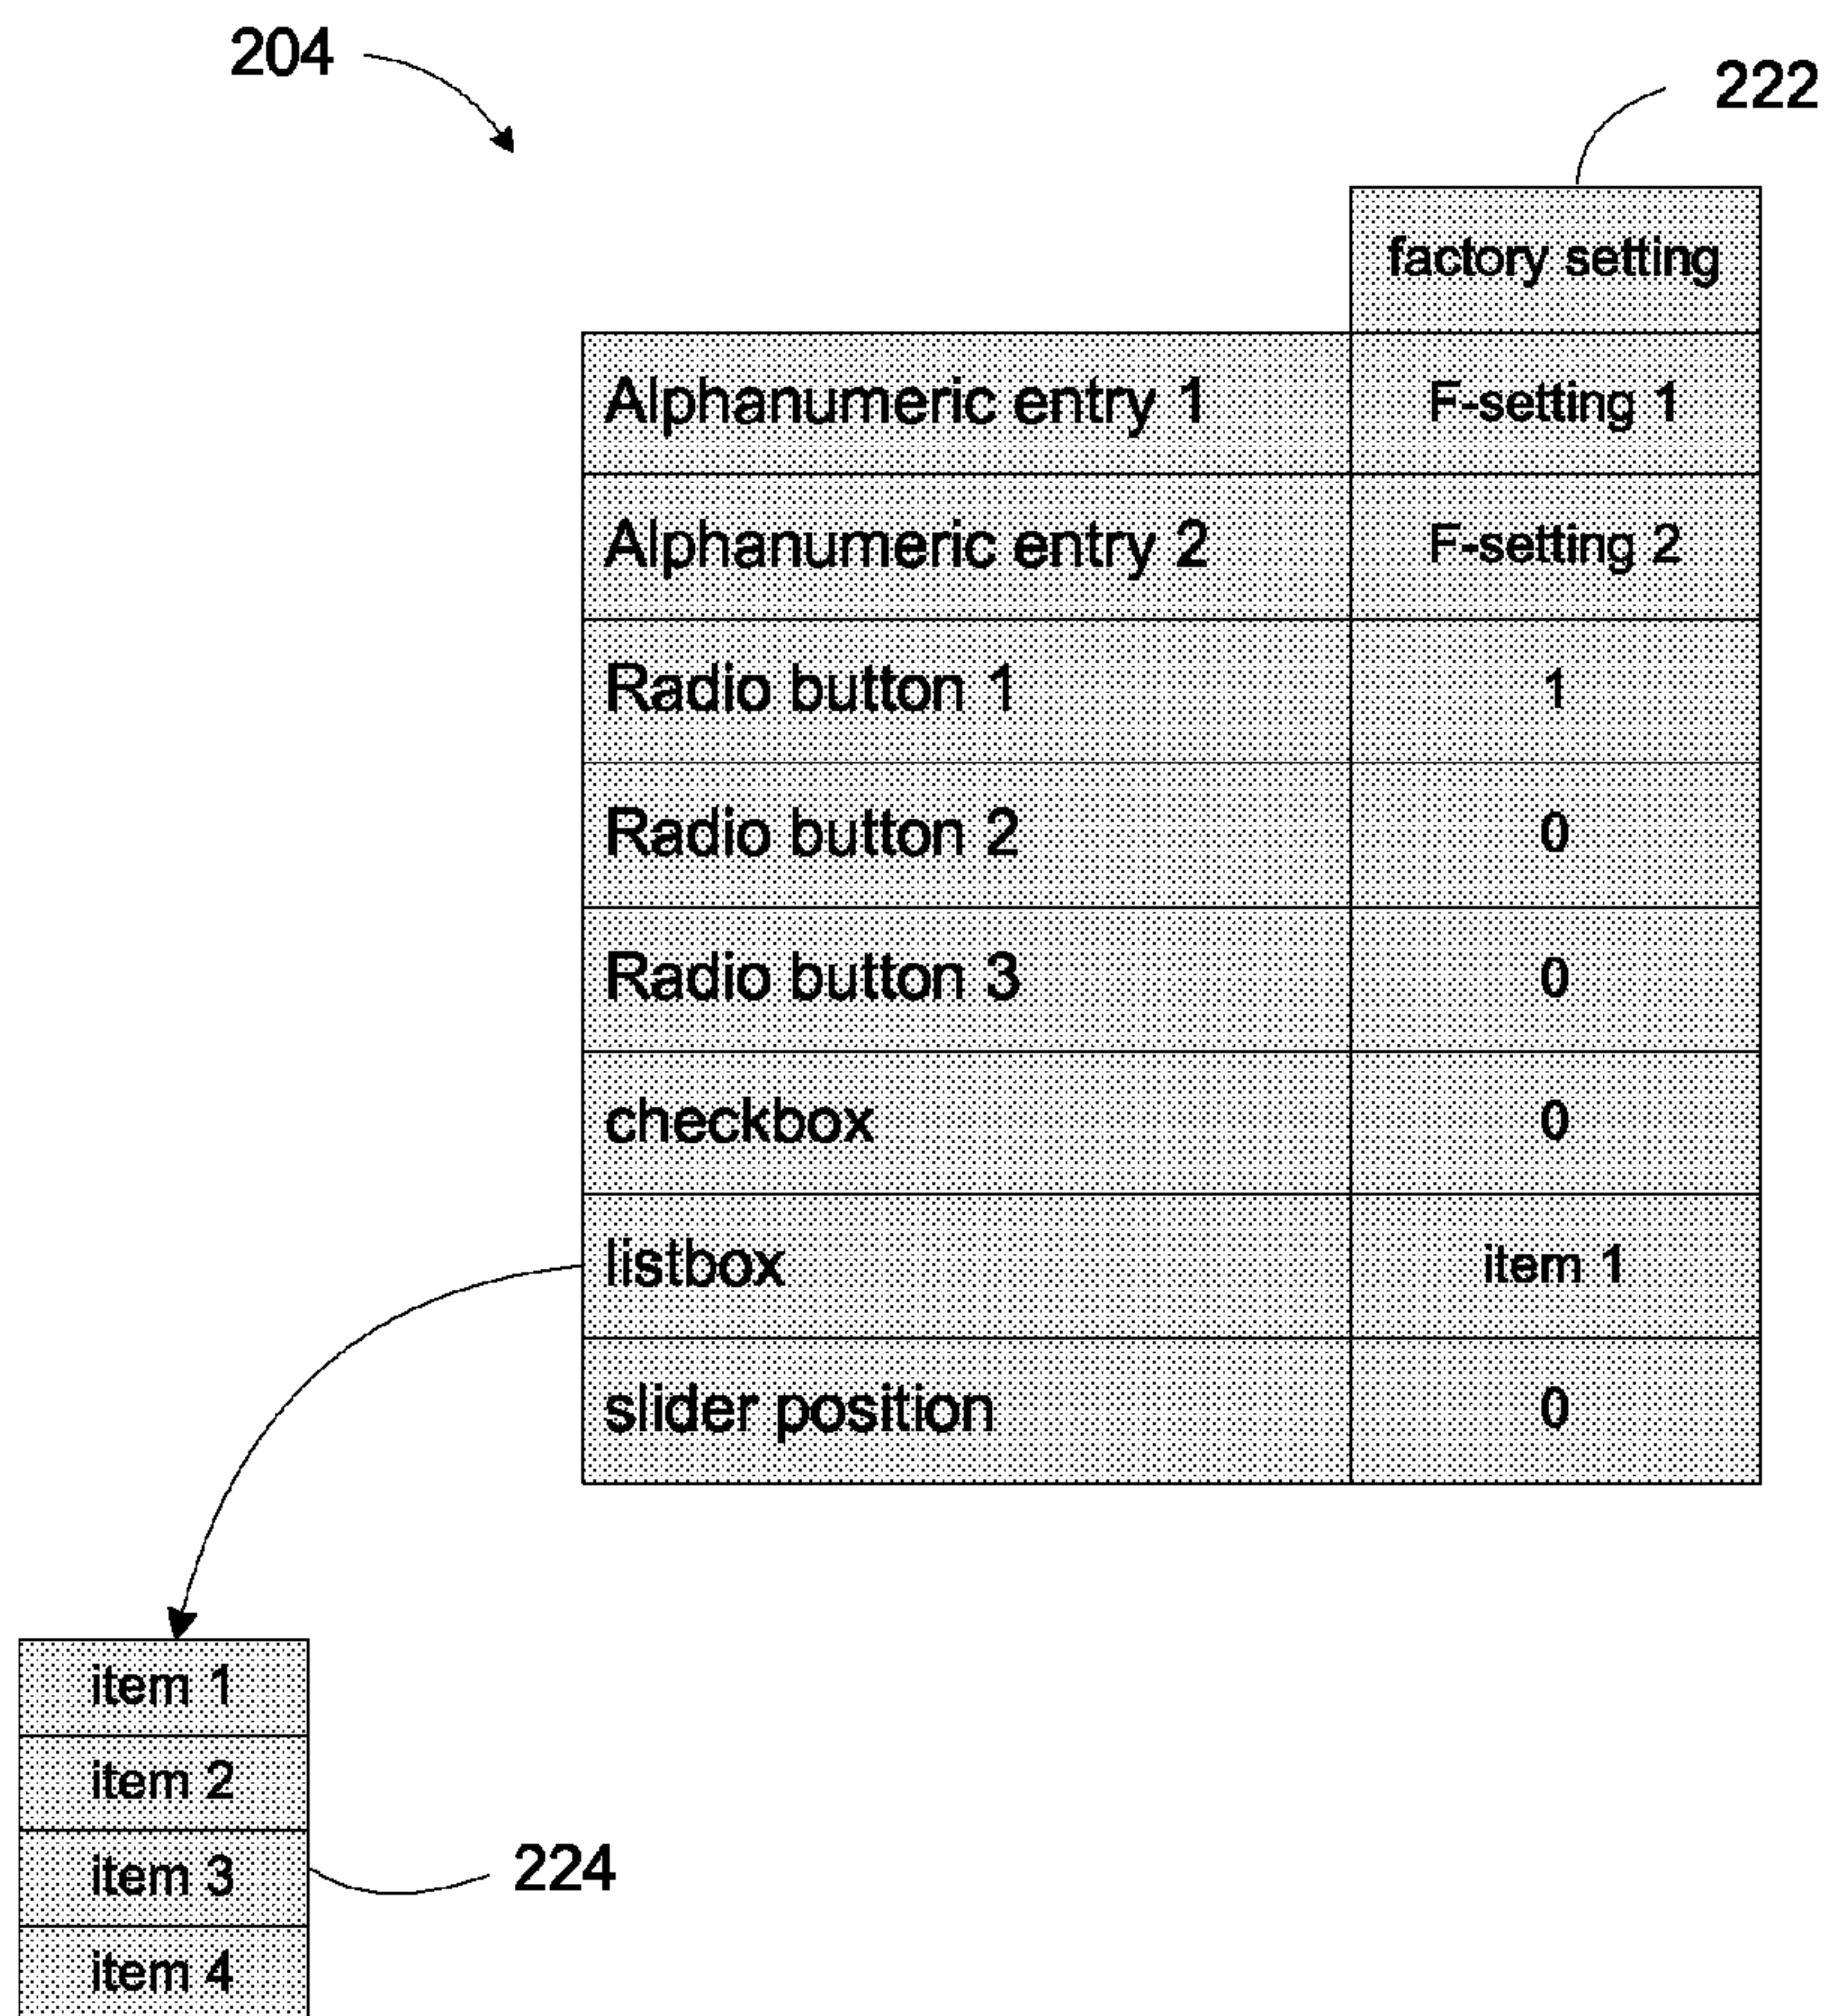 204
222
factory setting
Alphanumeric entry 1 F-setting 1
Alphanumeric entry 2 F-setting 2
Radio button 1 1
Radio button 2 0
Radio button 3 0
checkbox 0
listbox item 1
slider position 0
item 1
item 2
item 3
224
item 4